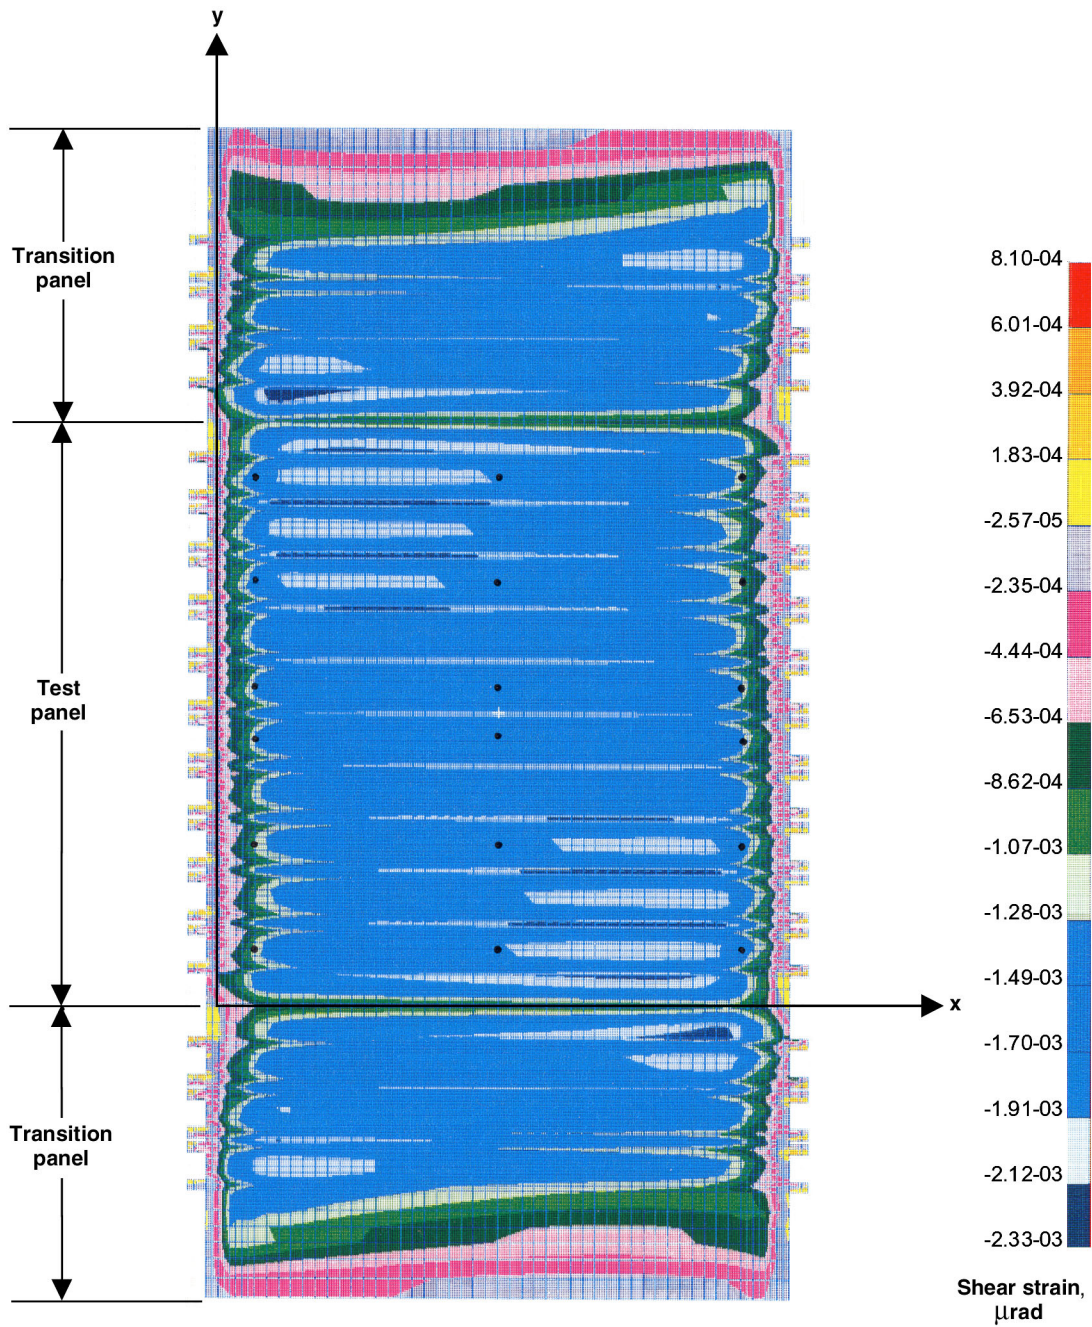 y
Transition
panel
8.10-04
6.01-04
3.92-04
1.83-04
-2.57-05
-2.35-04
-4.44-04
-6.53-04
-8.62-04
-1.07-03
-1.28-03
-1.49-03
-1.70-03
-1.91-03
-2.12-03
-2.33-03
Test
panel
x
Transition
panel
Shear strain,
μrad